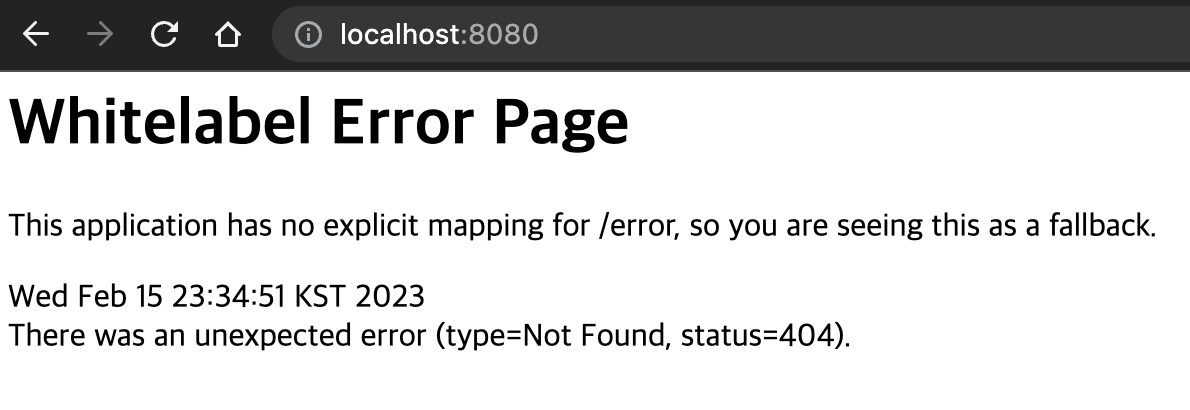 localhost:8080
Whitelabel Error Page
This application has no explicit mapping for /error, so you are seeing this as a fallback.
Wed Feb 15 23:34:51 KST 2023
There was an unexpected error (type=Not Found, status=404).